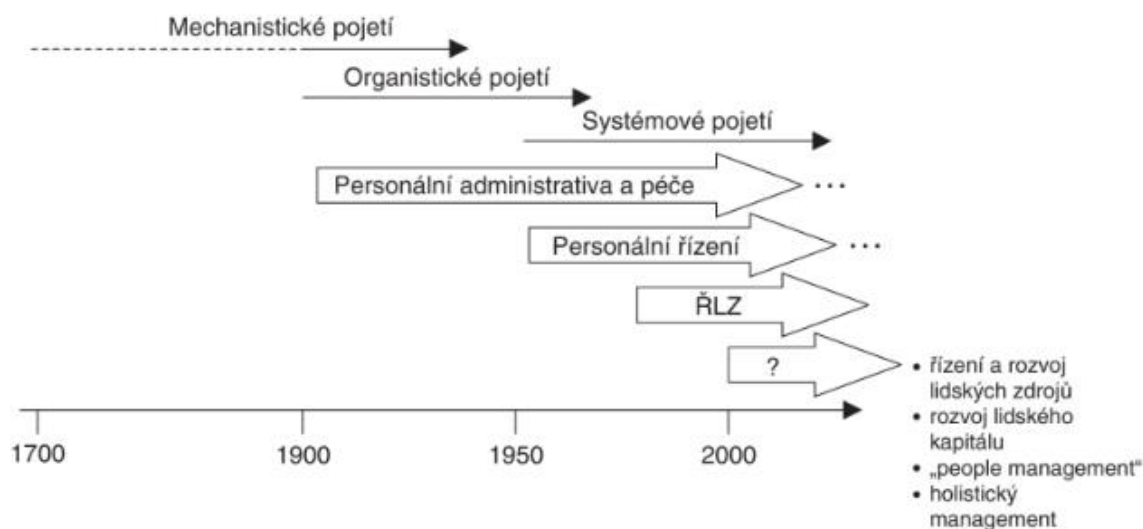 Mechanistické pojetí
Organistické pojetí
Systémové pojetí
Personální administrativa a péče ...
Personální řízení ...
ŘLZ
?
• řízení a rozvoj
lidských zdrojů
• rozvoj lidského
kapitálu
• „people management“
• holistický
management
1700 1900 1950 2000